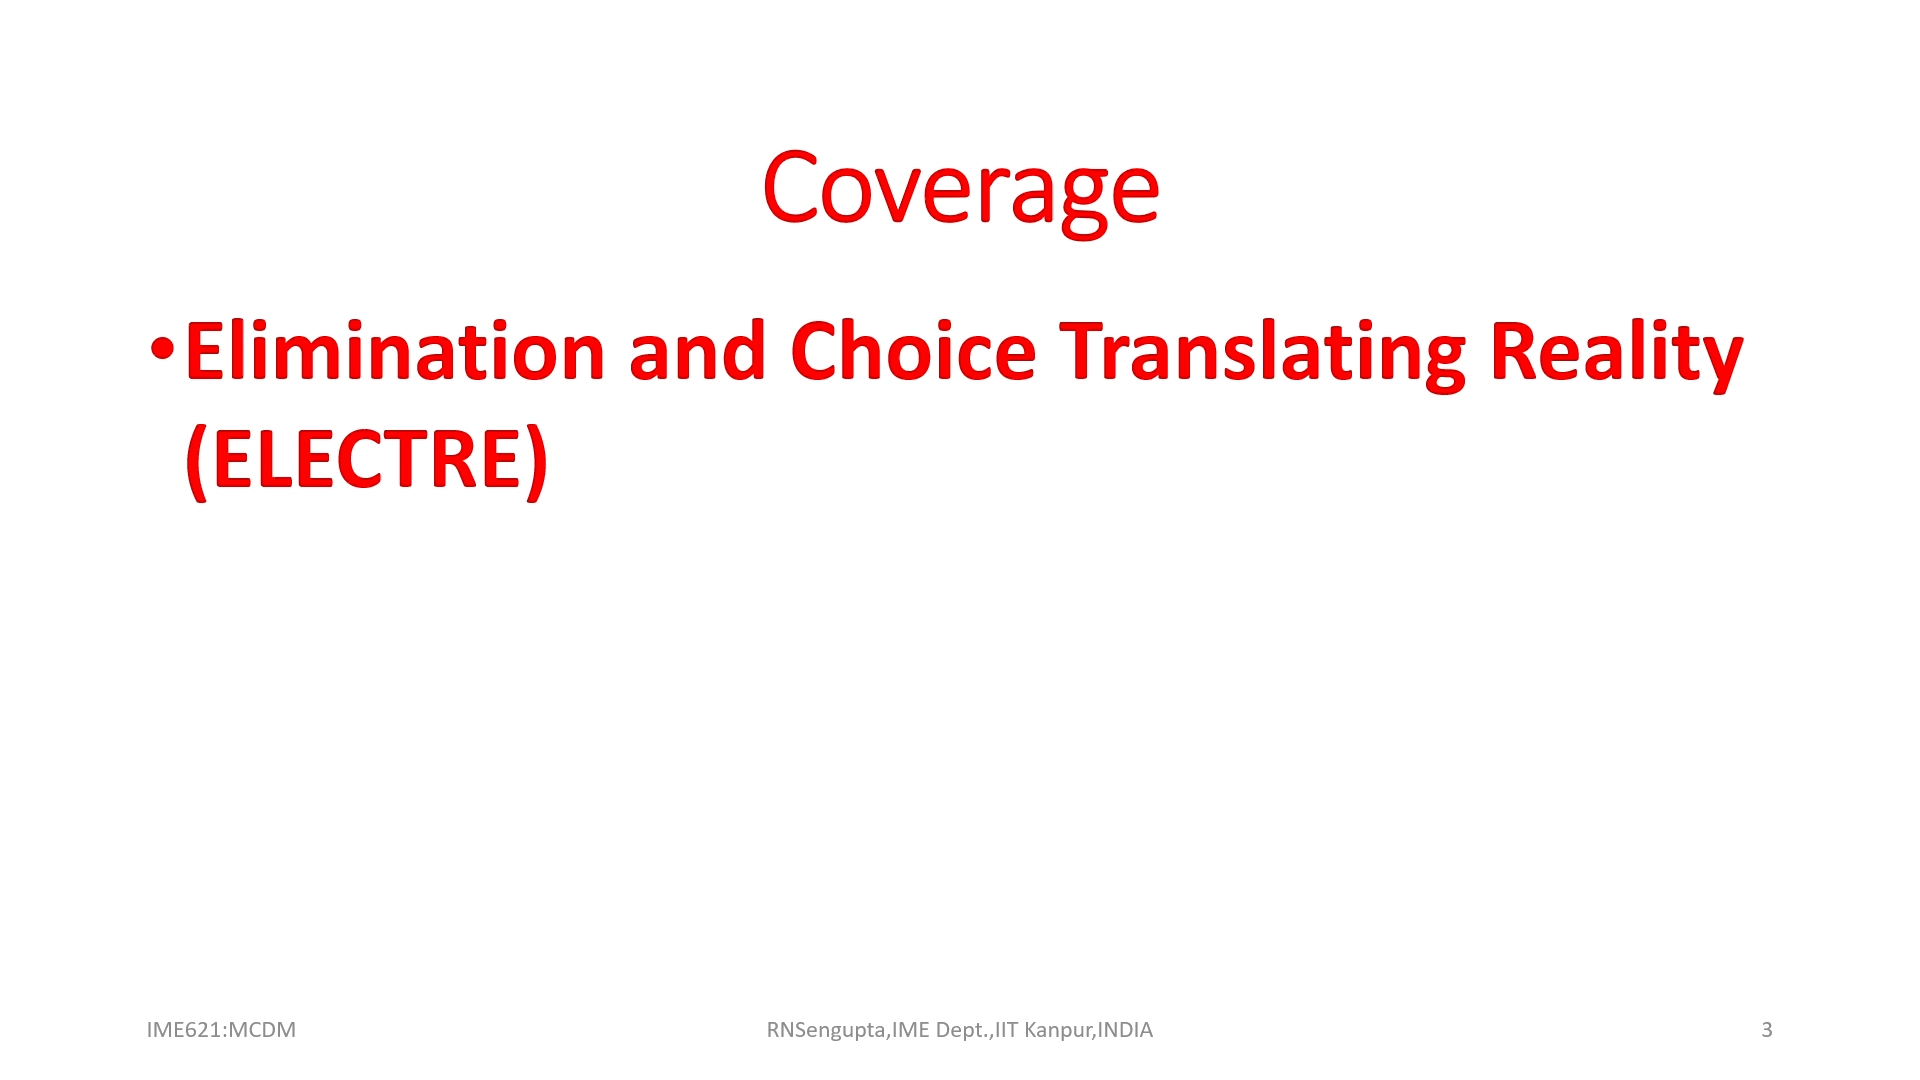 Coverage
•Elimination and Choice Translating Reality
(ELECTRE)
IME621:MCDM
RNSengupta,IME Dept.,IIT Kanpur,INDIA
3